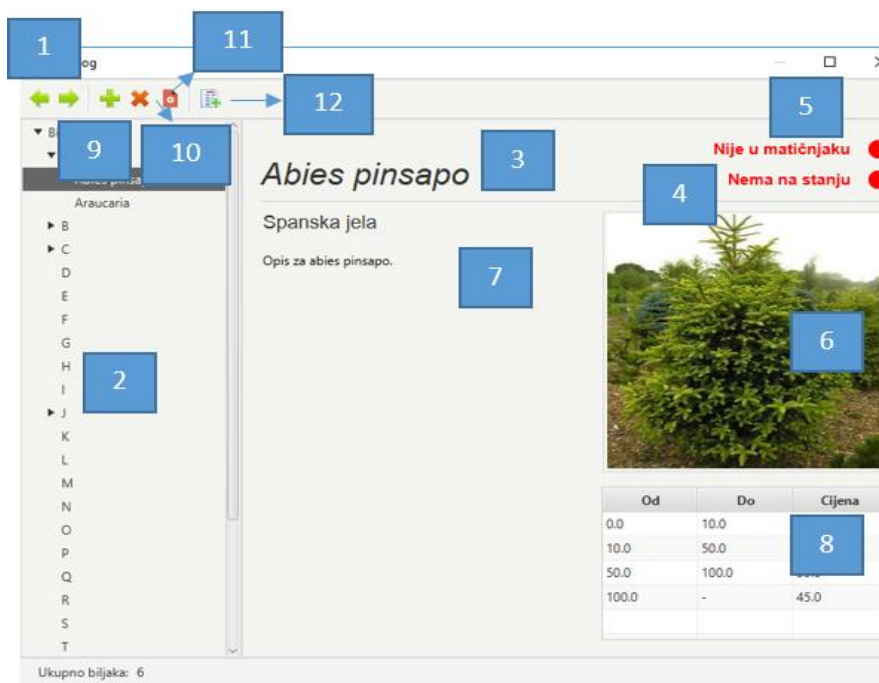 11
1
og
12
5
9
10
3
Nije u matičnjaku
Abies pinsapo
4
Nema na stanju
Araucaria
Spanska jela
B
C
Opis za abies pinsapo.
7
D
E
F
G
6
H
2
I
J
K
L
M
Od Do Cijena
N
0.0 10.0
O
10.0 50.0
8
P
50.0 100.0
Q
100.0 - 45.0
R
S
T
Ukupno biljaka: 6